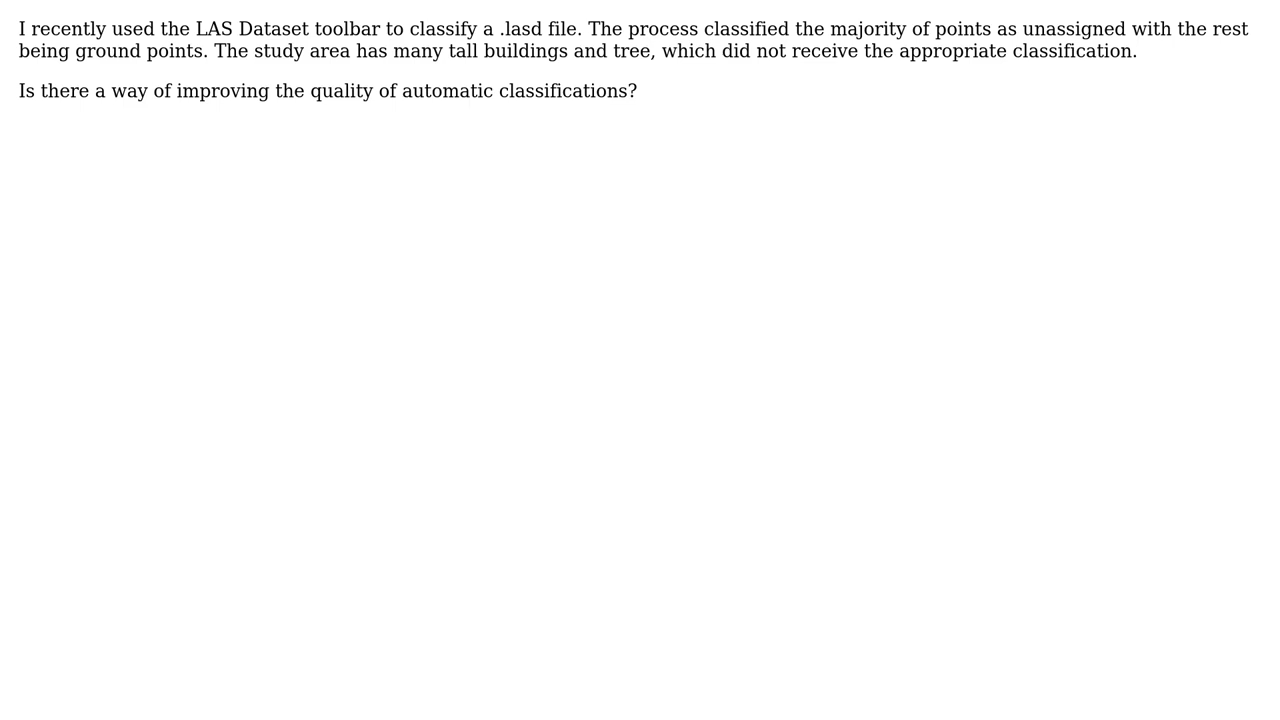 I recently used the LAS Dataset toolbar to classify a .lasd file. The process classified the majority of points as unassigned with the rest
being ground points. The study area has many tall buildings and tree, which did not receive the appropriate classification.
Is there a way of improving the quality of automatic classifications?